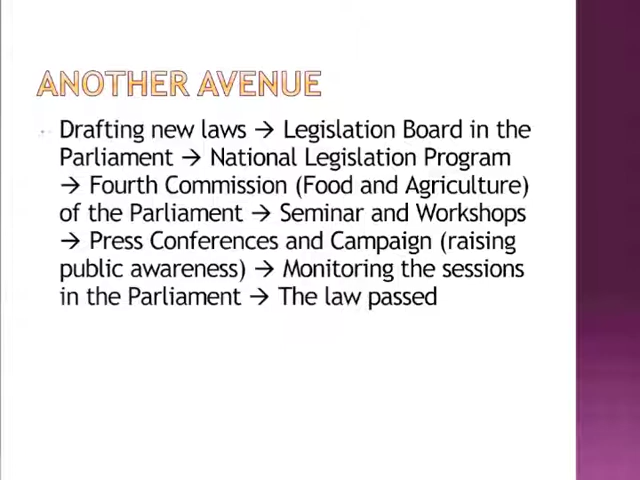 ANOTHER AVENUE
Drafting new laws → Legislation Board in the
Parliament → National Legislation Program
→ Fourth Commission (Food and Agriculture)
of the Parliament → Seminar and Workshops
→ Press Conferences and Campaign (raising
public awareness) → Monitoring the sessions
in the Parliament → The law passed